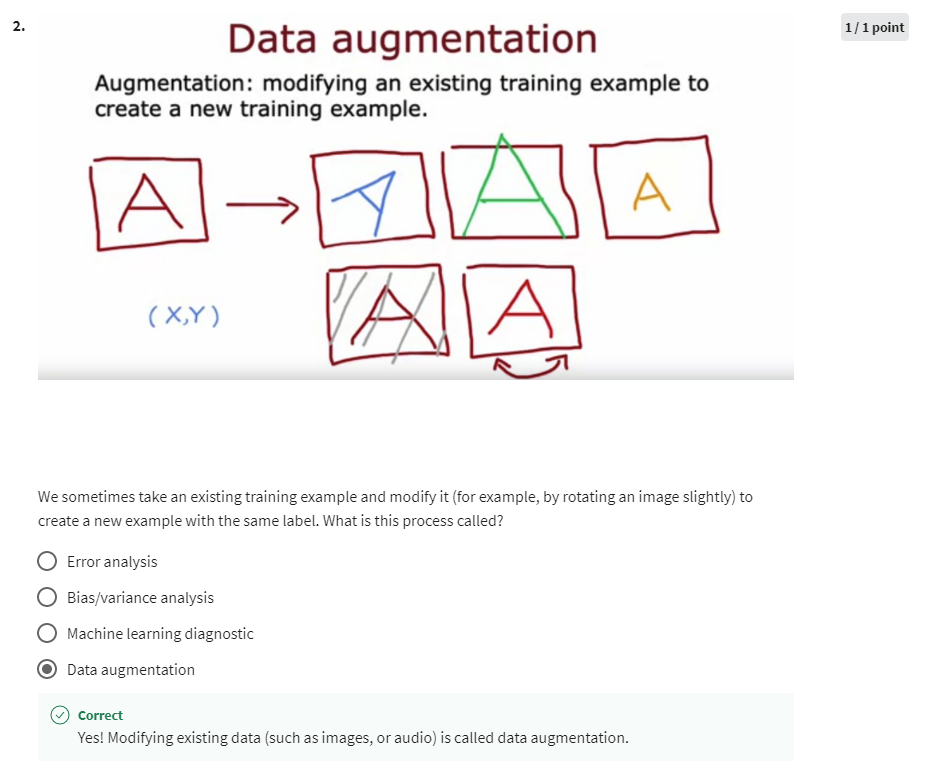 2.
1 / 1 point
Data augmentation
Augmentation: modifying an existing training example to
create a new training example.
A A A A
(X,Y) A A
We sometimes take an existing training example and modify it (for example, by rotating an image slightly) to
create a new example with the same label. What is this process called?
Error analysis
Bias/variance analysis
Machine learning diagnostic
Data augmentation
Correct
Yes! Modifying existing data (such as images, or audio) is called data augmentation.